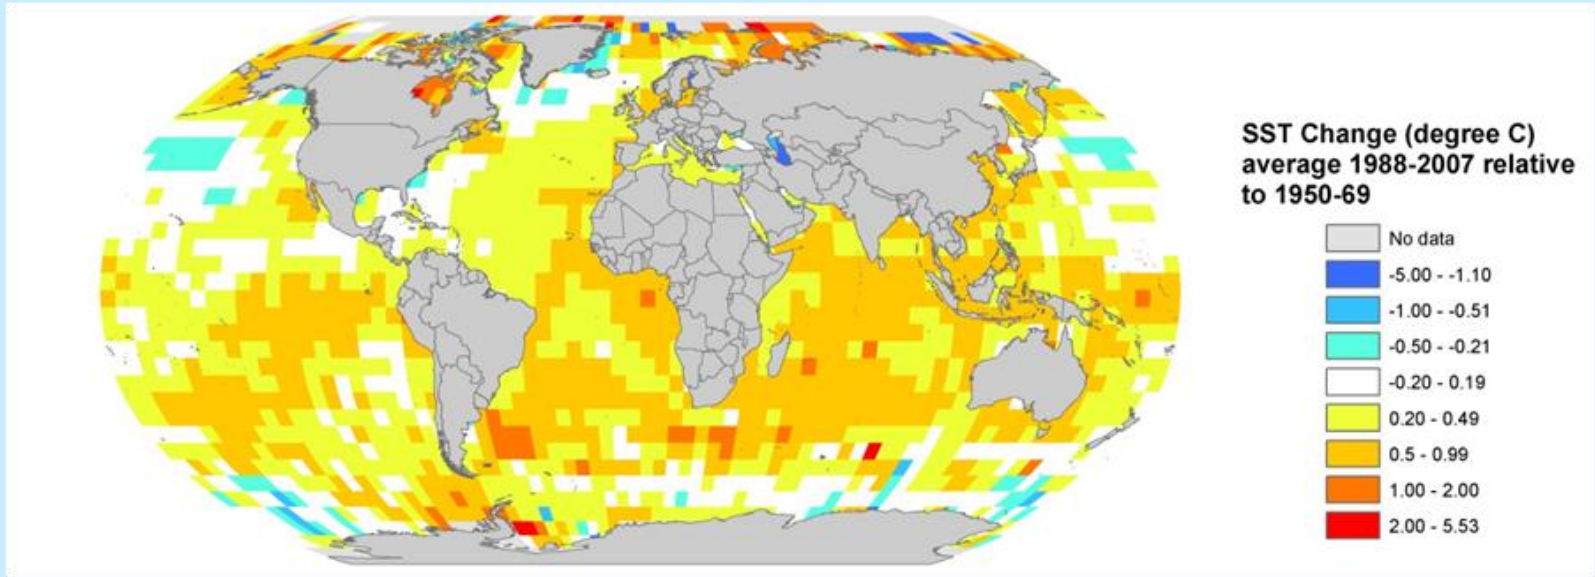 SST Change (degree C)
average 1988-2007 relative
to 1950-69
No data
-5.00 - -1.10
-1.00 - -0.51
-0.50 - -0.21
-0.20 - 0.19
0.20 - 0.49
0.5 - 0.99
1.00 - 2.00
2.00 - 5.53